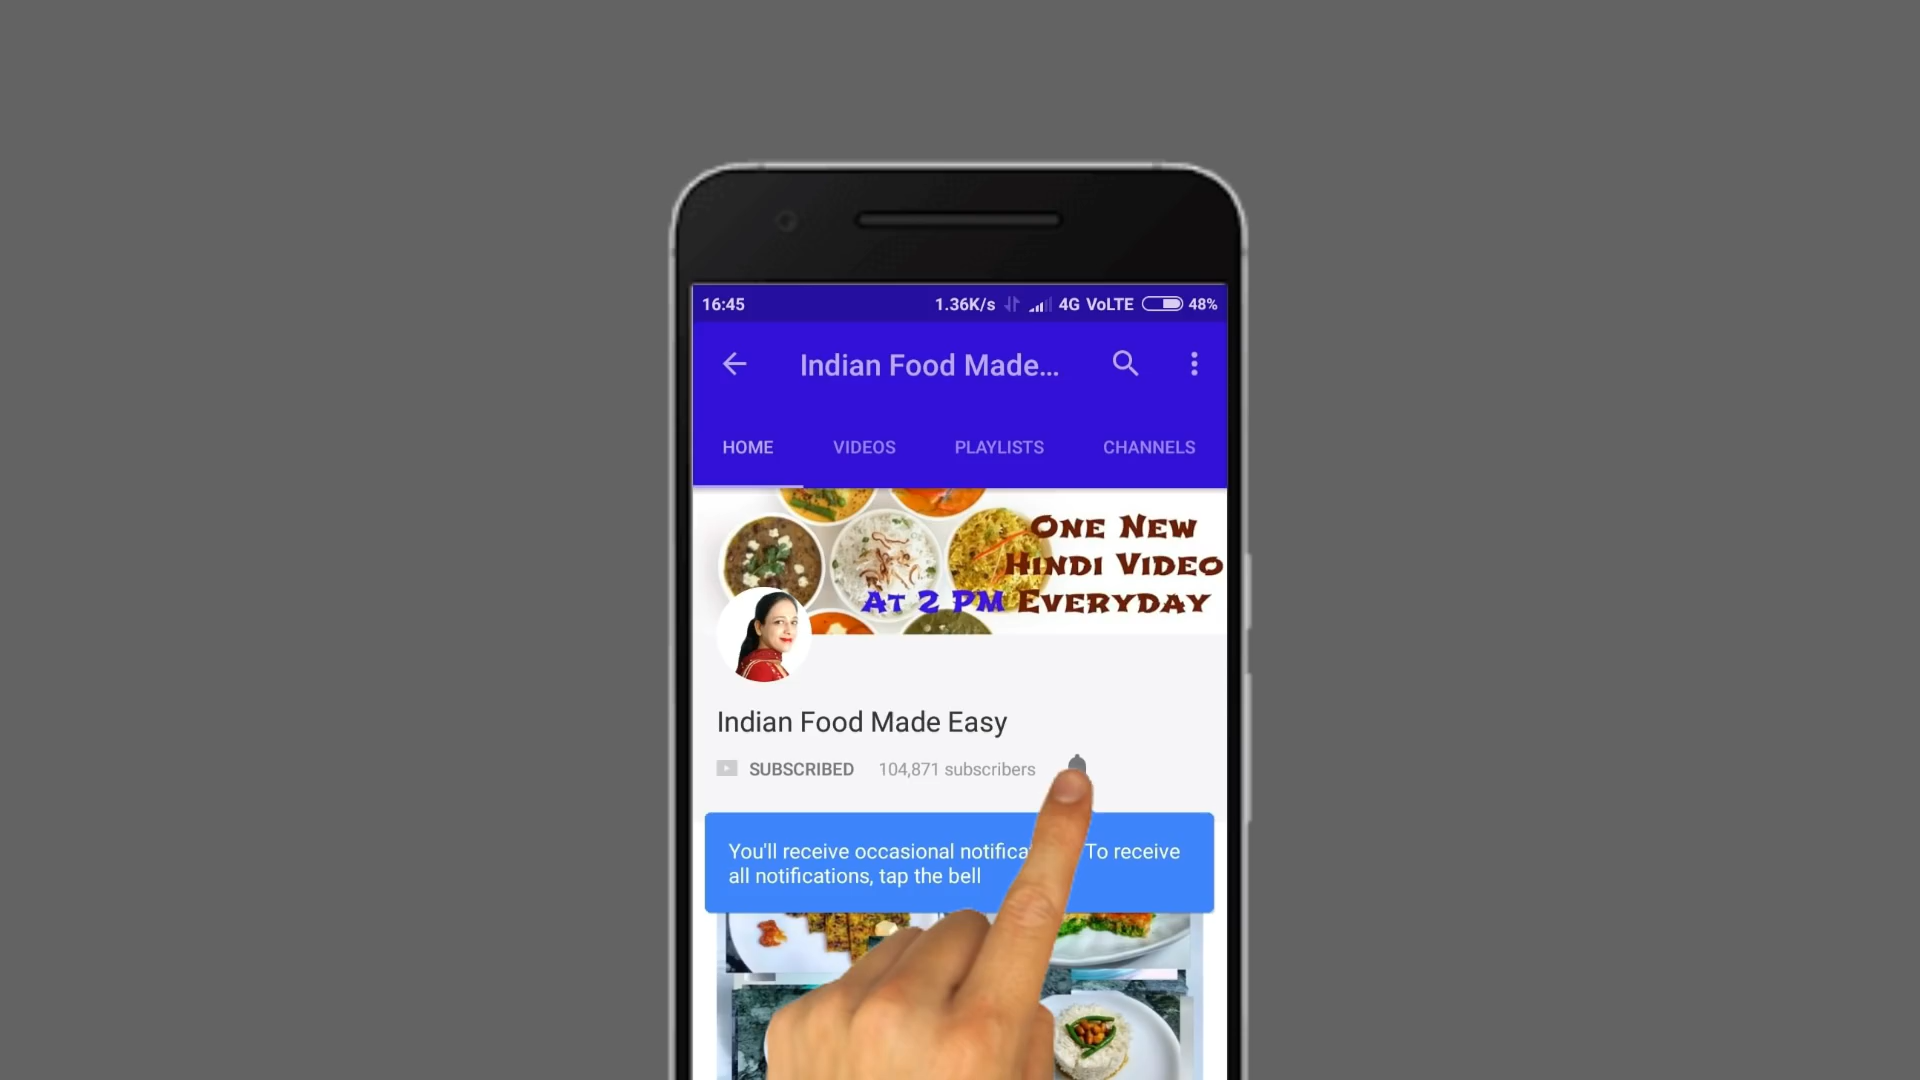 16:45 1.36K/s 4G VoLTE 48%
Indian Food Made...
HOME VIDEOS PLAYLISTS CHANNELS
ONE NEW
HINDI VIDEO
AT 2 PM EVERYDAY
Indian Food Made Easy
SUBSCRIBED 104,871 subscribers
You'll receive occasional To receive
all notifications, tap the bell